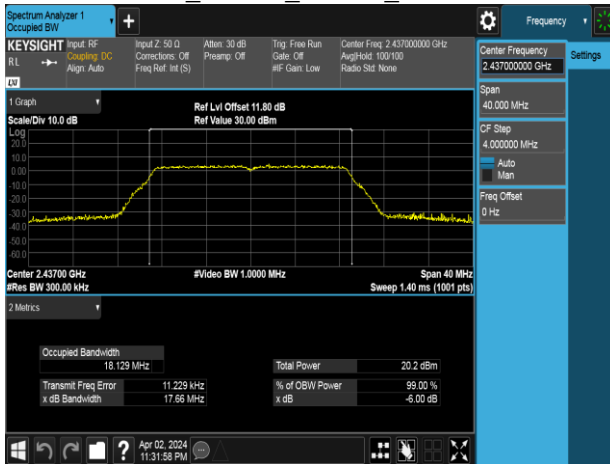 Spectrum Analyzer 1
Occupied BW
Frequency
KEYSIGHT
RL
Input: RF
Coupling: DC
Align: Auto
Input Z: 50 Ω
Corrections: Off
Freq Ref: Int (S)
Atten: 30 dB
Preamp: Off
Trig: Free Run
Gate: Off
#IF Gain: Low
Center Freq: 2.437000000 GHz
Avg|Hold: 100/100
Radio Std: None
LXI
1 Graph
Scale/Div 10.0 dB
Ref Lvl Offset 11.80 dB
Ref Value 30.00 dBm
Log
20.0
10.0
0.00
-10.0
-20.0
-30.0
-40.0
-50.0
-60.0
Center 2.43700 GHz
#Res BW 300.00 kHz
#Video BW 1.0000 MHz
Span 40 MHz
Sweep 1.40 ms (1001 pts)
2 Metrics
Occupied Bandwidth
18.129 MHz
Total Power 20.2 dBm
Transmit Freq Error 11.229 kHz
% of OBW Power 99.00 %
x dB Bandwidth 17.66 MHz
x dB -6.00 dB
Apr 02, 2024
11:31:58 PM
Center Frequency
2.437000000 GHz
Settings
Span
40.000 MHz
CF Step
4.000000 MHz
Auto
Man
Freq Offset
0 Hz